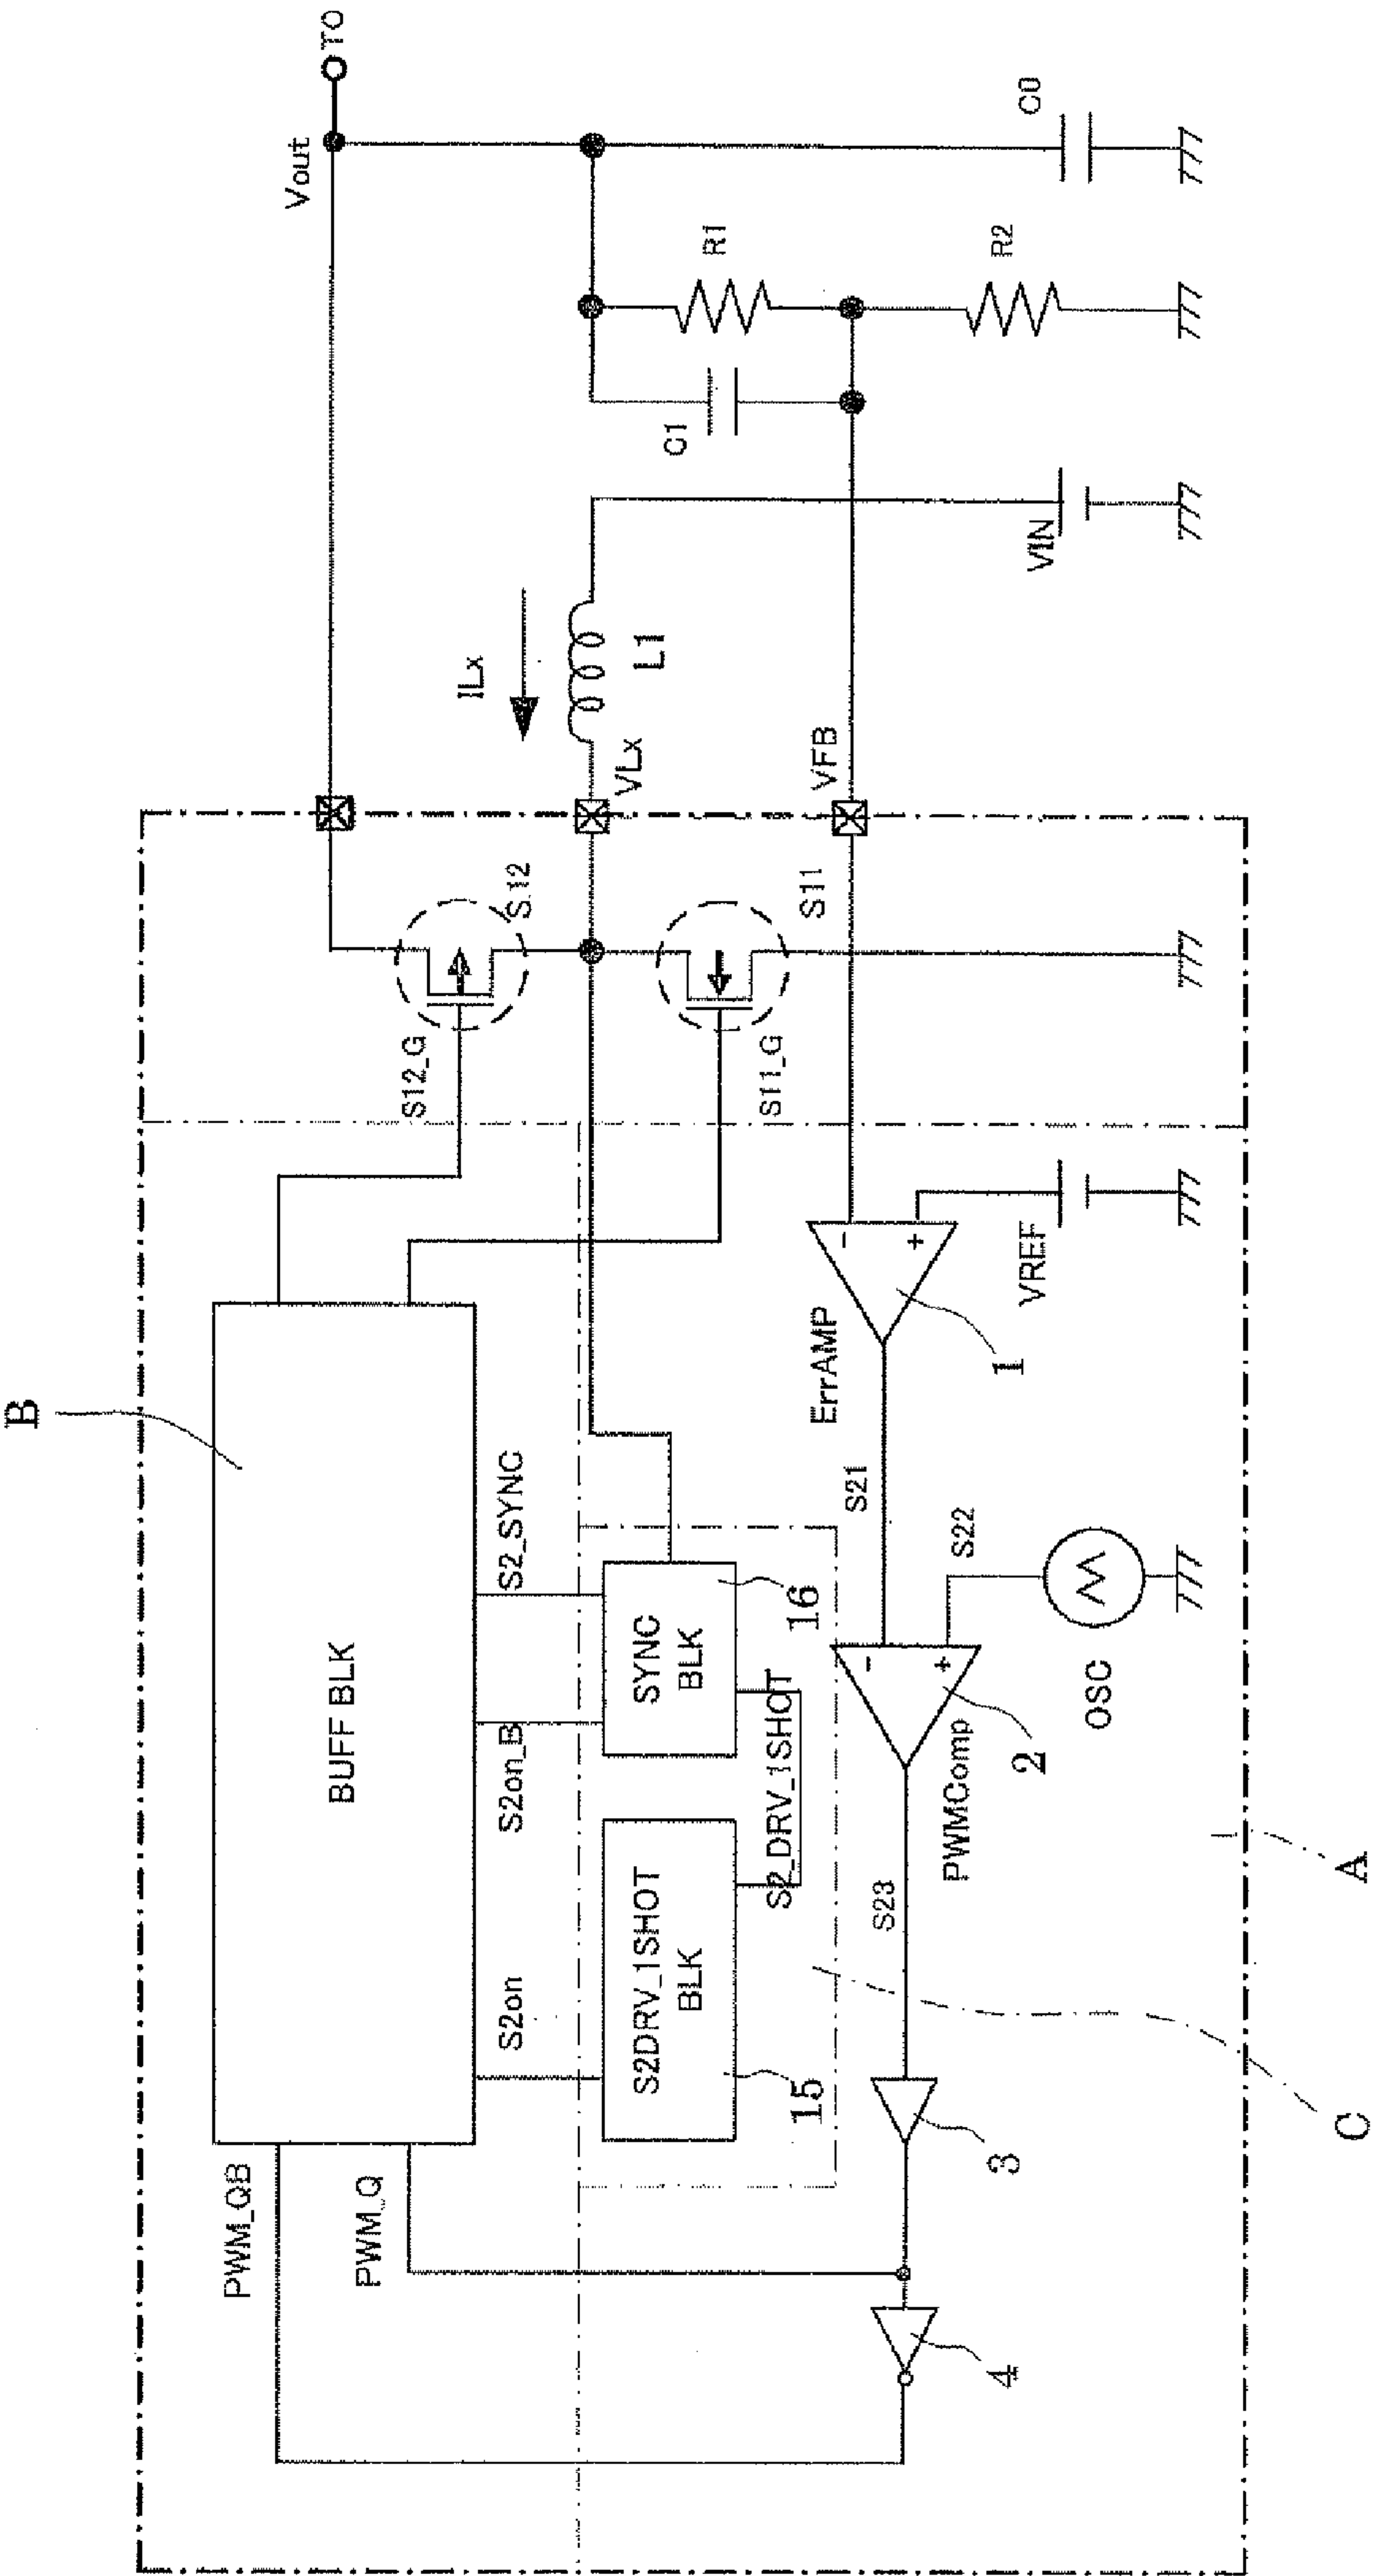 B
A
C
BUFF BLK
PWM_QB
PWM_Q
S2on
S2on_B
S2_SYNC
S2DRV_1SHOT
BLK
15
SYNC
BLK
16
S2_DRV_1SHOT
S12_G
S12
S11_G
S11
Vout
TO
ILx
L1
VLx
VFB
VIN
C1
R1
R2
C0
ErrAMP
1
VREF
S21
S22
OSC
PWMComp
2
S23
3
4
-
+
-
+